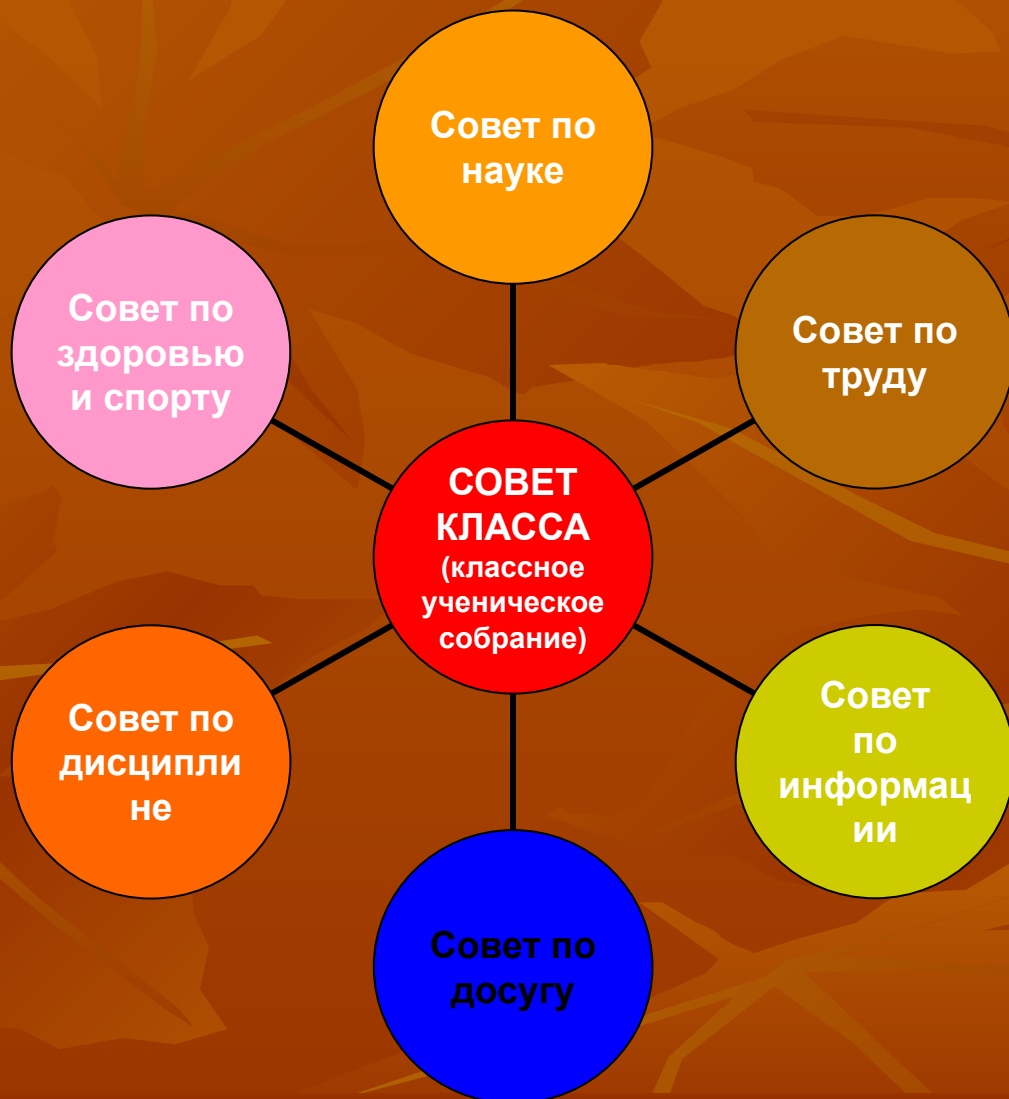 Совет по
науке
Совет по
здоровью
и спорту
Совет по
труду
СОВЕТ
КЛАССА
(классное
ученическое
собрание)
Совет по
дисципли
не
Совет
по
информац
ии
Совет по
досугу